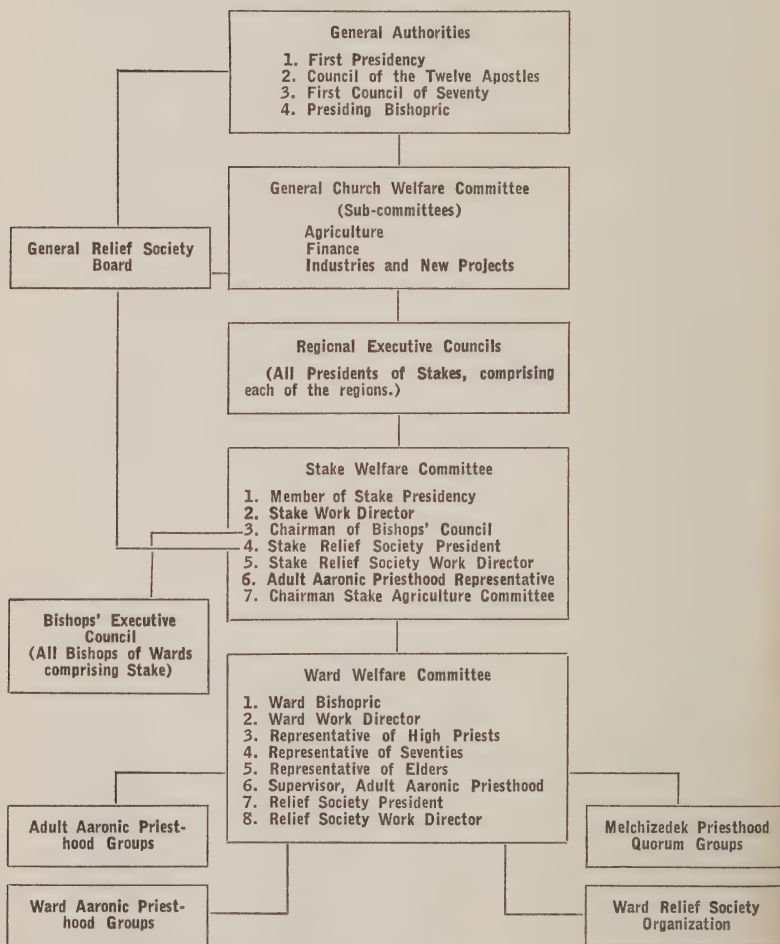 General Authorities
1. First Presidency
2. Council of the Twelve Apostles
3. First Council of Seventy
4. Presiding Bishopric
General Church Welfare Committee
(Sub-committees)
Agriculture
Finance
Industries and New Projects
General Relief Society
Board
Regional Executive Councils
(All Presidents of Stakes, comprising
each of the regions.)
Stake Welfare Committee
1. Member of Stake Presidency
2. Stake Work Director
3. Chairman of Bishops' Council
4. Stake Relief Society President
5. Stake Relief Society Work Director
6. Adult Aaronic Priesthood Representative
7. Chairman Stake Agriculture Committee
Bishops' Executive
Council
(All Bishops of Wards
comprising Stake)
Ward Welfare Committee
1. Ward Bishopric
2. Ward Work Director
3. Representative of High Priests
4. Representative of Seventies
5. Representative of Elders
6. Supervisor, Adult Aaronic Priesthood
7. Relief Society President
8. Relief Society Work Director
Adult Aaronic Priest-
hood Groups
Melchizedek Priesthood
Quorum Groups
Ward Aaronic Priest-
hood Groups
Ward Relief Society
Organization